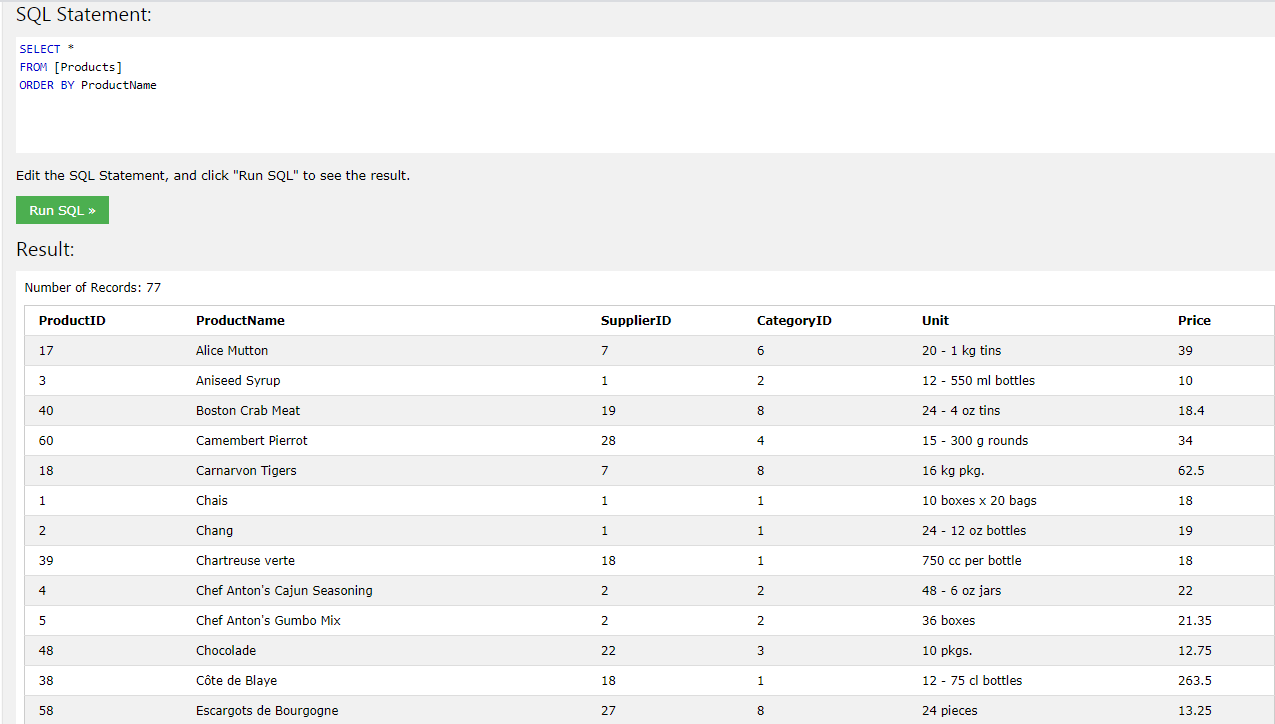 SQL Statement:
SELECT *
FROM [Products]
ORDER BY ProductName
Edit the SQL Statement, and click "Run SQL" to see the result.
Run SQL »
Result:
Number of Records: 77
ProductID ProductName SupplierID CategoryID Unit Price
17 Alice Mutton 7 6 20 - 1 kg tins 39
3 Aniseed Syrup 1 2 12 - 550 ml bottles 10
40 Boston Crab Meat 19 8 24 - 4 oz tins 18.4
60 Camembert Pierrot 28 4 15 - 300 g rounds 34
18 Carnarvon Tigers 7 8 16 kg pkg. 62.5
1 Chais 1 1 10 boxes x 20 bags 18
2 Chang 1 1 24 - 12 oz bottles 19
39 Chartreuse verte 18 1 750 cc per bottle 18
4 Chef Anton's Cajun Seasoning 2 2 48 - 6 oz jars 22
5 Chef Anton's Gumbo Mix 2 2 36 boxes 21.35
48 Chocolade 22 3 10 pkgs. 12.75
38 Côte de Blaye 18 1 12 - 75 cl bottles 263.5
58 Escargots de Bourgogne 27 8 24 pieces 13.25